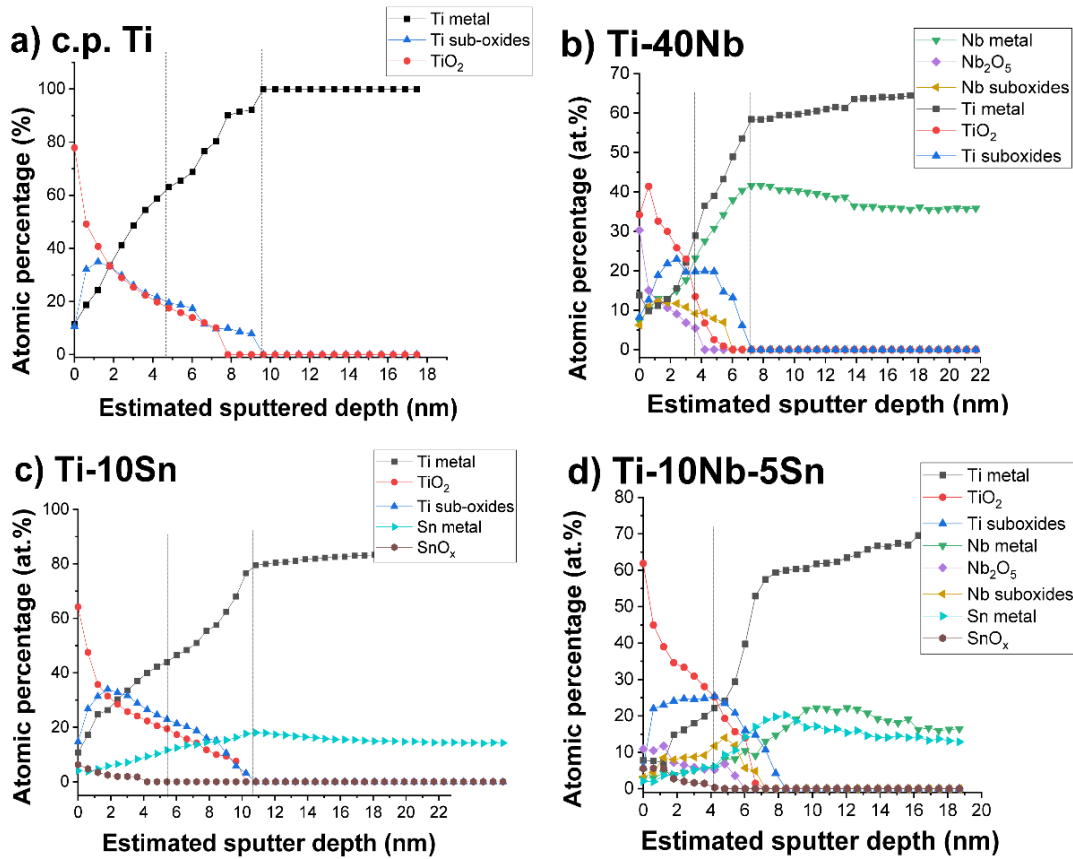 a) c.p. Ti
Ti metal
Ti sub-oxides
TiO₂
Atomic percentage (%)
100
80
60
40
20
0
0 2 4 6 8 10 12 14 16 18
Estimated sputtered depth (nm)
b) Ti-40Nb
Nb metal
Nb₂O₅
Nb suboxides
Ti metal
TiO₂
Ti suboxides
Atomic percentage (at.%)
70
60
50
40
30
20
10
0
0 2 4 6 8 10 12 14 16 18 20 22
Estimated sputter depth (nm)
c) Ti-10Sn
Ti metal
TiO₂
Ti sub-oxides
Sn metal
SnOₓ
Atomic percentage (at.%)
100
80
60
40
20
0
0 2 4 6 8 10 12 14 16 18 20 22
Estimated sputter depth (nm)
d) Ti-10Nb-5Sn
Ti metal
TiO₂
Ti suboxides
Nb metal
Nb₂O₅
Nb suboxides
Sn metal
SnOₓ
Atomic percentage (at.%)
80
70
60
50
40
30
20
10
0
0 2 4 6 8 10 12 14 16 18 20
Estimated sputter depth (nm)